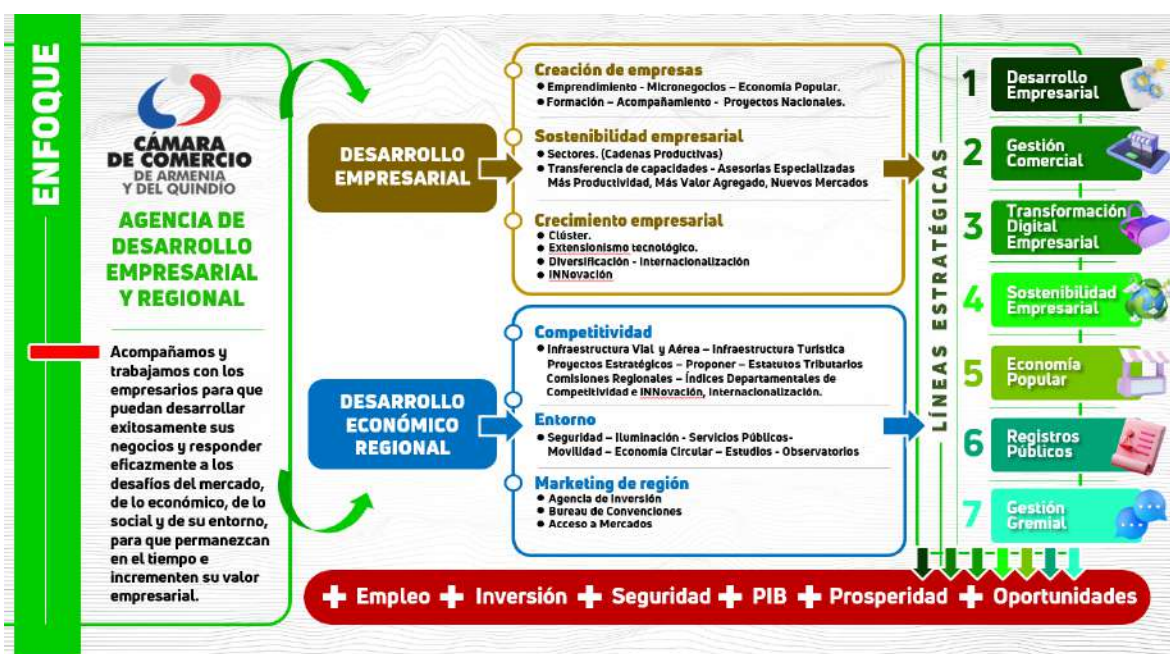 ENFOQUE
CÁMARA
DE COMERCIO
DE ARMENIA
Y DEL QUINDÍO
AGENCIA DE
DESARROLLO
EMPRESARIAL
Y REGIONAL
Acompañamos y
trabajamos con los
empresarios para que
puedan desarrollar
exitosamente sus
negocios y responder
eficazmente a los
desafíos del mercado,
de lo económico, de lo
social y de su entorno,
para que permanezcan
en el tiempo e
incrementen su valor
empresarial.
DESARROLLO
EMPRESARIAL
Creación de empresas
● Emprendimiento - Micronegocios – Economía Popular.
● Formación – Acompañamiento - Proyectos Nacionales.
Sostenibilidad empresarial
● Sectores. (Cadenas Productivas)
● Transferencia de capacidades - Asesorías Especializadas
Más Productividad, Más Valor Agregado, Nuevos Mercados
Crecimiento empresarial
● Clúster.
● Extensionismo tecnológico.
● Diversificación - Internacionalización
● INNovación
DESARROLLO
ECONÓMICO
REGIONAL
Competitividad
● Infraestructura Vial y Aérea – Infraestructura Turística
Proyectos Estratégicos – Proponer – Estatutos Tributarios
Comisiones Regionales – Índices Departamentales de
Competitividad e INNovación, Internacionalización.
Entorno
● Seguridad – Iluminación - Servicios Públicos-
Movilidad – Economía Circular – Estudios - Observatorios
Marketing de región
● Agencia de Inversión
● Bureau de Convenciones
● Acceso a Mercados
LÍNEAS ESTRATÉGICAS
1 Desarrollo
Empresarial
2 Gestión
Comercial
3 Transformación
Digital
Empresarial
4 Sostenibilidad
Empresarial
5 Economía
Popular
6 Registros
Públicos
7 Gestión
Gremial
+ Empleo + Inversión + Seguridad + PIB + Prosperidad + Oportunidades